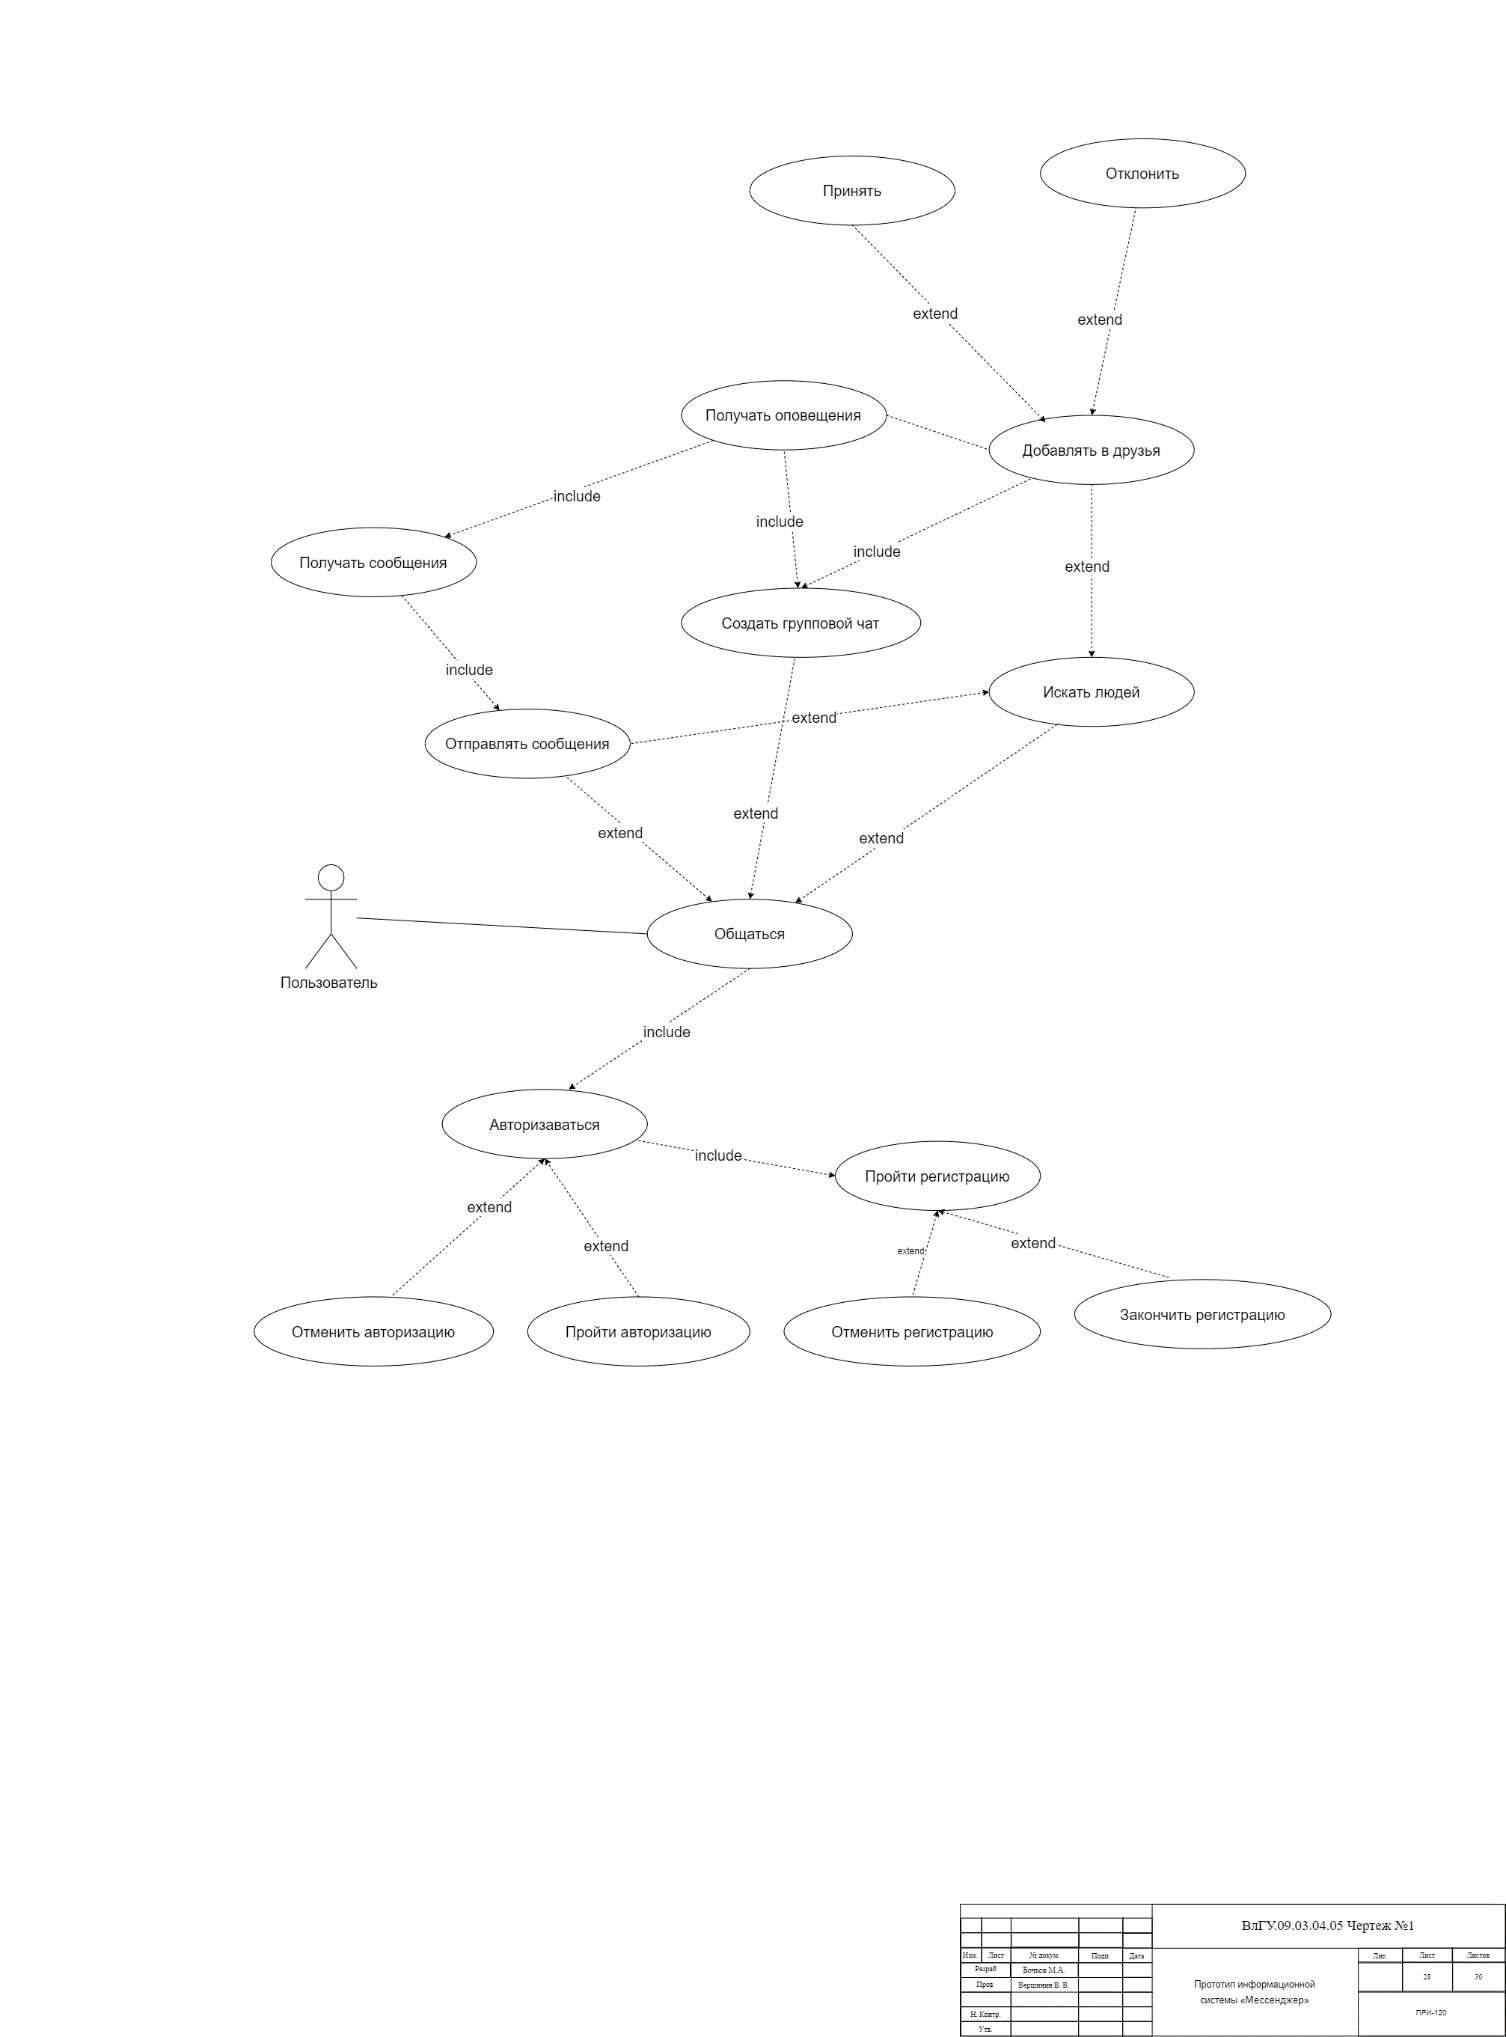 Отклонить
Принять
extend
extend
Получать оповещения
Добавлять в друзья
include
include
include
Получать сообщения
extend
Создать групповой чат
include
Искать людей
extend
Отправлять сообщения
extend
extend
extend
Общаться
Пользователь
include
Авторизаваться
include
Пройти регистрацию
extend
extend
extend
extend
Закончить регистрацию
Отменить авторизацию
Пройти авторизацию
Отменить регистрацию
ВлГУ.09.03.04.05 Чертеж №1
Изм. Лист № докум. Подп Дата
Лит. Лист Листов
Разраб Бочков М.А.
Пров Вершинин В. В.
28 30
Прототип информационной
системы «Мессенджер»
ПРИ-120
Н. Контр.
Утв.